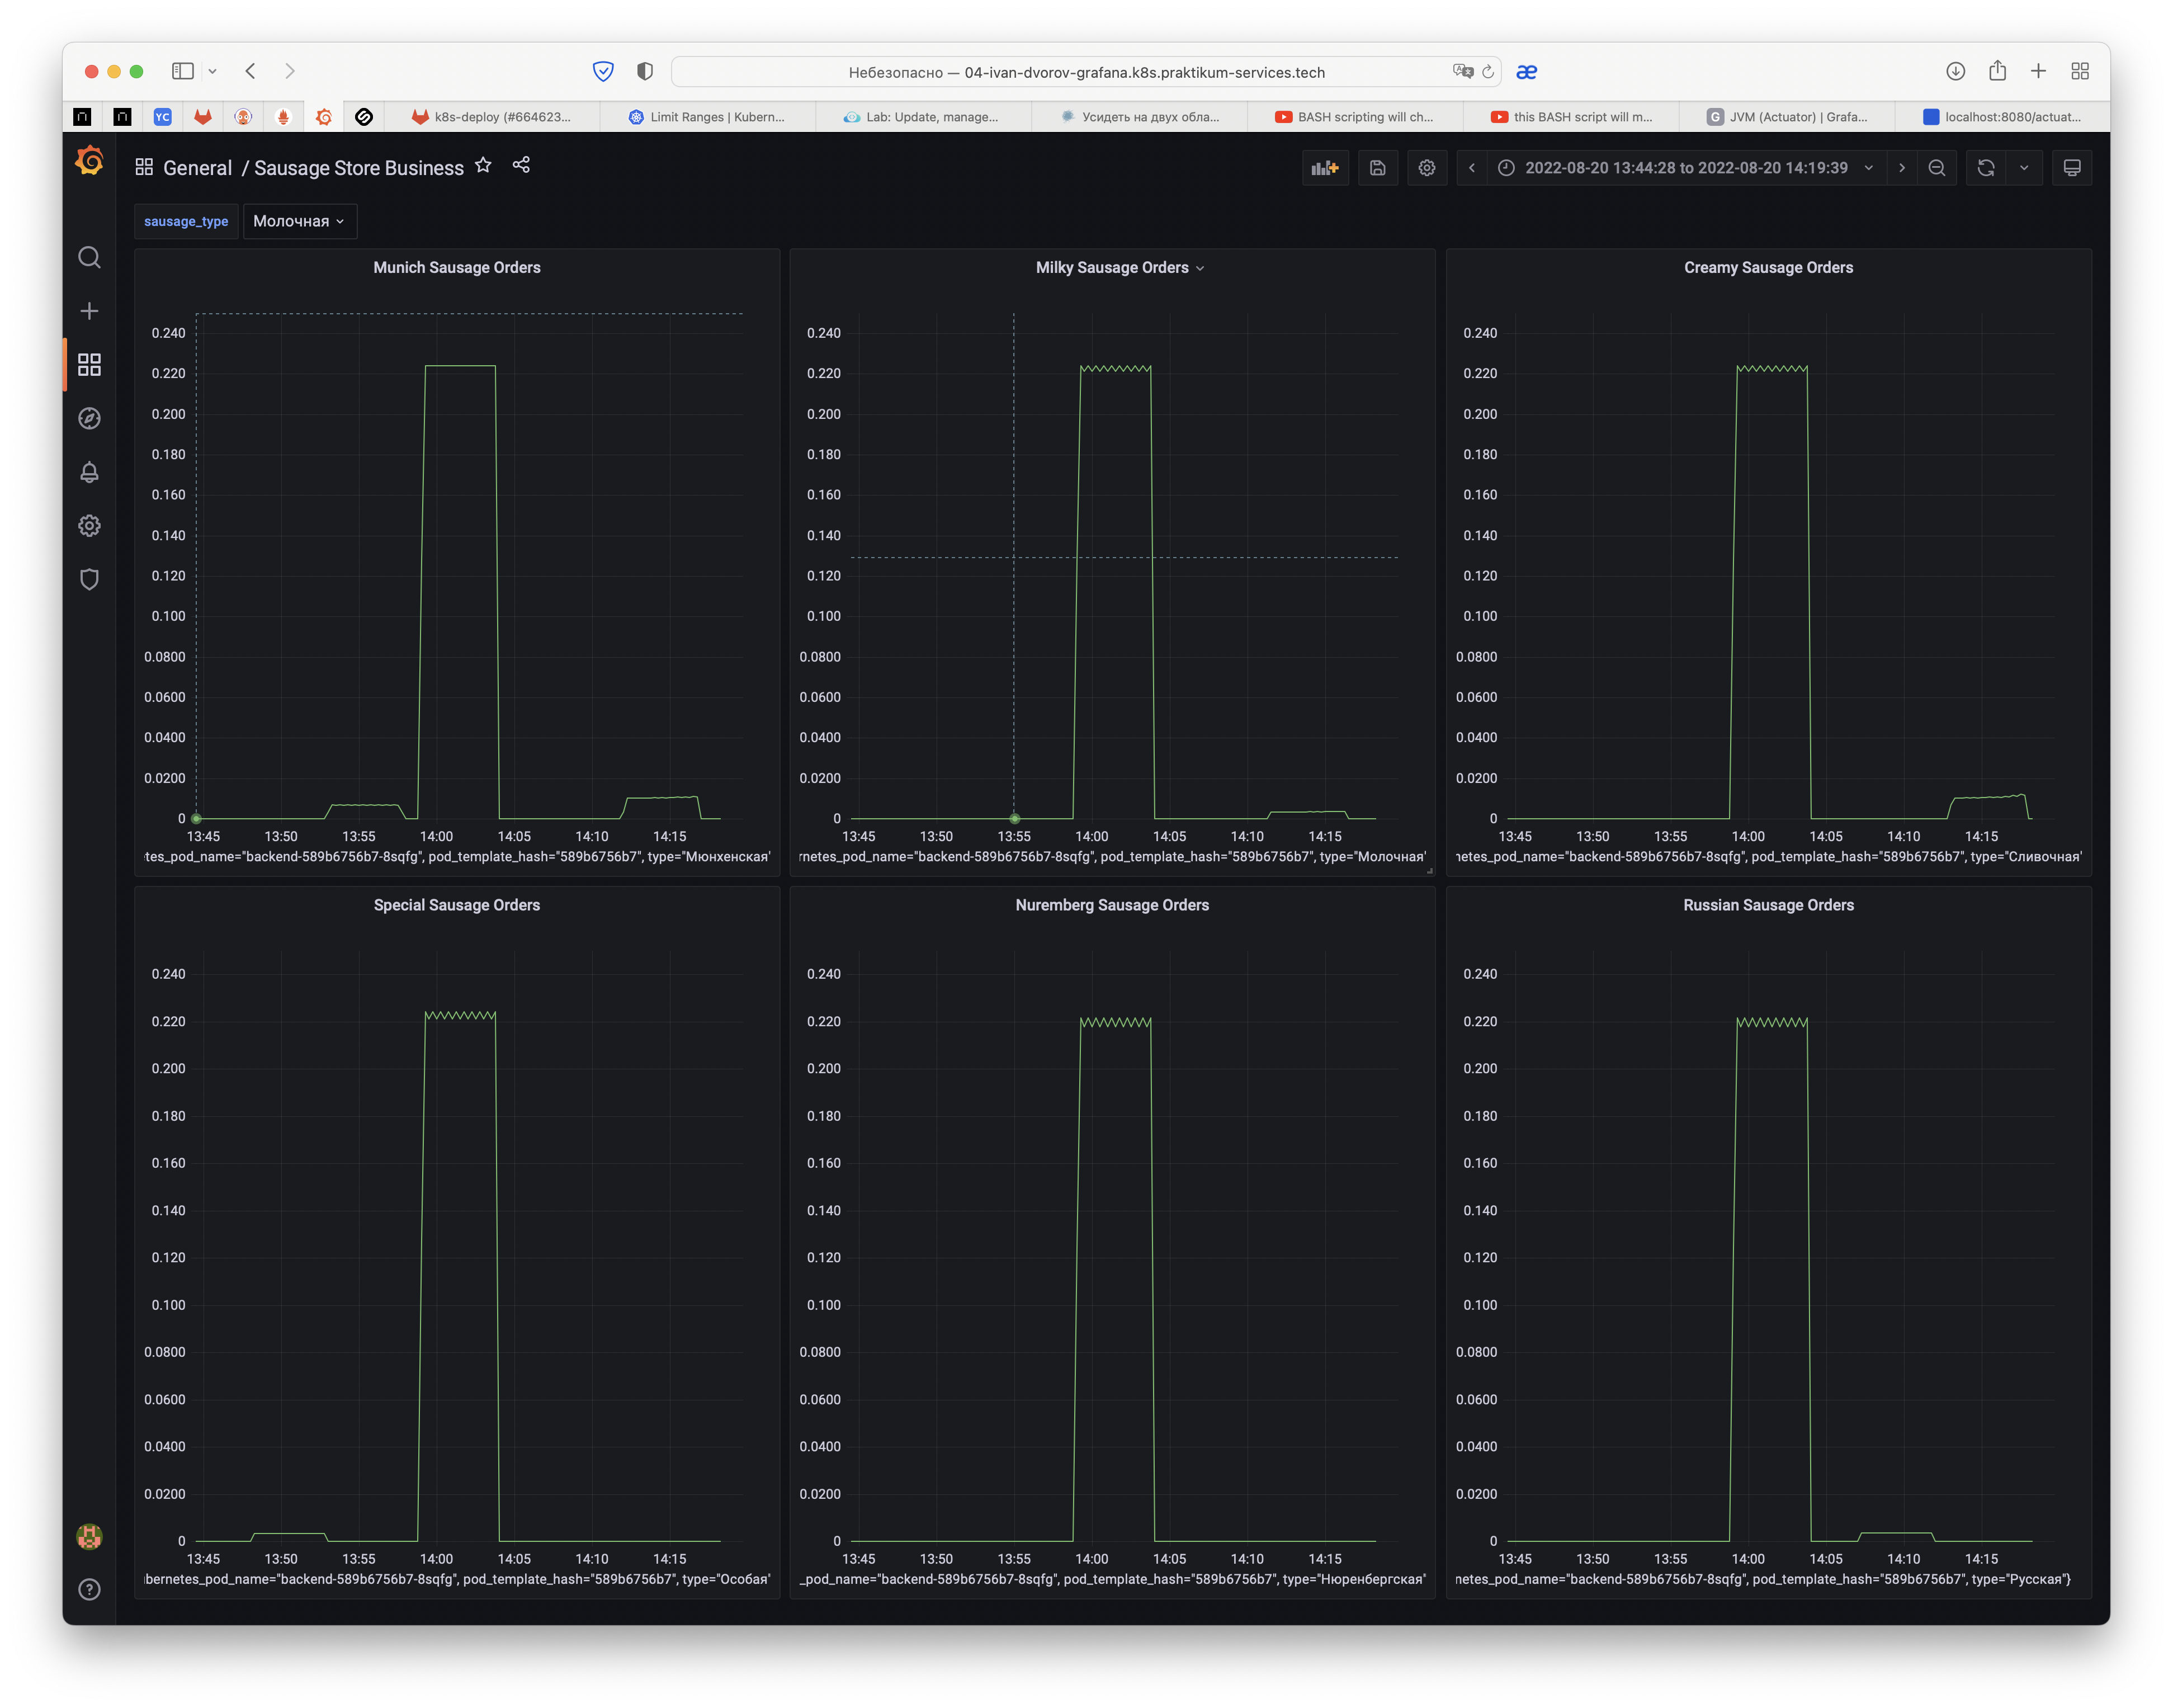 Небезопасно — 04-ivan-dvorov-grafana.k8s.praktikum-services.tech
YC
k8s-deploy (#664623...
Limit Ranges | Kubern...
Lab: Update, manage...
Усидеть на двух обла...
BASH scripting will ch...
this BASH script will m...
G JVM (Actuator) | Grafa...
localhost:8080/actuat...
General / Sausage Store Business
2022-08-20 13:44:28 to 2022-08-20 14:19:39
sausage_type Молочная
Munich Sausage Orders
0.240
0.220
0.200
0.180
0.160
0.140
0.120
0.100
0.0800
0.0600
0.0400
0.0200
0
13:45 13:50 13:55 14:00 14:05 14:10 14:15
etes_pod_name="backend-589b6756b7-8sqfg", pod_template_hash="589b6756b7", type="Мюнхенская"
Milky Sausage Orders
0.240
0.220
0.200
0.180
0.160
0.140
0.120
0.100
0.0800
0.0600
0.0400
0.0200
0
13:45 13:50 13:55 14:00 14:05 14:10 14:15
rnetes_pod_name="backend-589b6756b7-8sqfg", pod_template_hash="589b6756b7", type="Молочная"
Creamy Sausage Orders
0.240
0.220
0.200
0.180
0.160
0.140
0.120
0.100
0.0800
0.0600
0.0400
0.0200
0
13:45 13:50 13:55 14:00 14:05 14:10 14:15
netes_pod_name="backend-589b6756b7-8sqfg", pod_template_hash="589b6756b7", type="Сливочная"
Special Sausage Orders
0.240
0.220
0.200
0.180
0.160
0.140
0.120
0.100
0.0800
0.0600
0.0400
0.0200
0
13:45 13:50 13:55 14:00 14:05 14:10 14:15
bernetes_pod_name="backend-589b6756b7-8sqfg", pod_template_hash="589b6756b7", type="Особая"
Nuremberg Sausage Orders
0.240
0.220
0.200
0.180
0.160
0.140
0.120
0.100
0.0800
0.0600
0.0400
0.0200
0
13:45 13:50 13:55 14:00 14:05 14:10 14:15
_pod_name="backend-589b6756b7-8sqfg", pod_template_hash="589b6756b7", type="Нюренбергская"
Russian Sausage Orders
0.240
0.220
0.200
0.180
0.160
0.140
0.120
0.100
0.0800
0.0600
0.0400
0.0200
0
13:45 13:50 13:55 14:00 14:05 14:10 14:15
netes_pod_name="backend-589b6756b7-8sqfg", pod_template_hash="589b6756b7", type="Русская"}